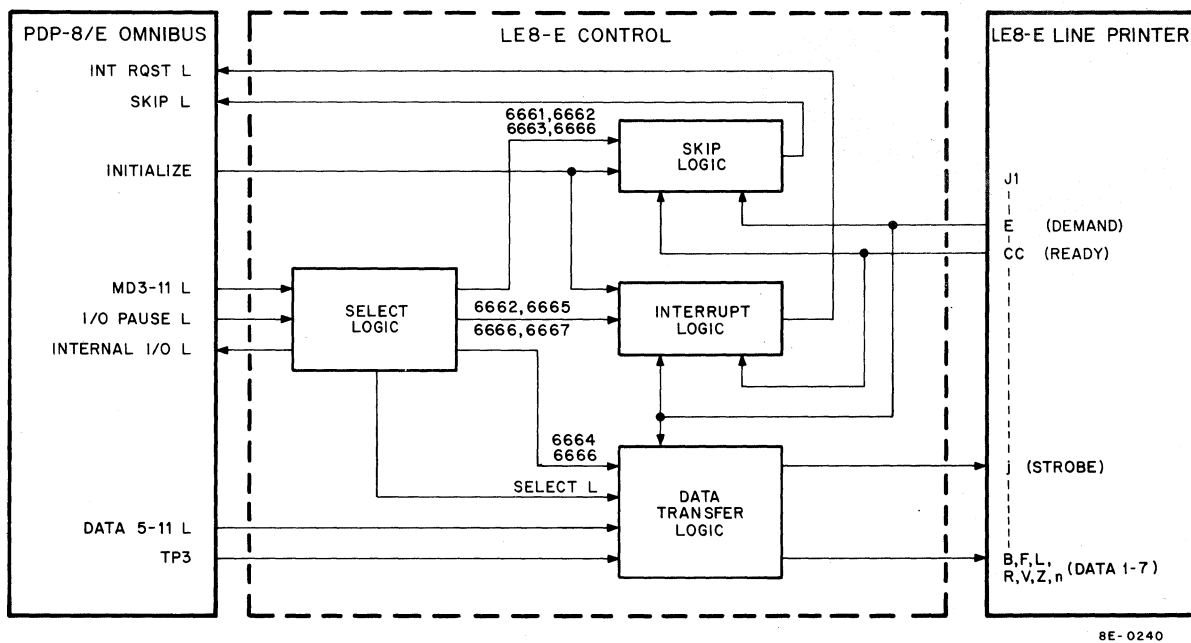 PDP-8/E OMNIBUS
LE8-E CONTROL
LE8-E LINE PRINTER
INT RQST L
SKIP L
6661,6662
6663,6666
SKIP
LOGIC
INITIALIZE
J1
E (DEMAND)
CC (READY)
MD3-11 L
I/O PAUSE L
INTERNAL I/O L
SELECT
LOGIC
6662,6665
6666,6667
INTERRUPT
LOGIC
6664
6666
SELECT L
DATA
TRANSFER
LOGIC
j (STROBE)
DATA 5-11 L
TP3
B,F,L,
R,V,Z,n (DATA 1-7)
8E-0240